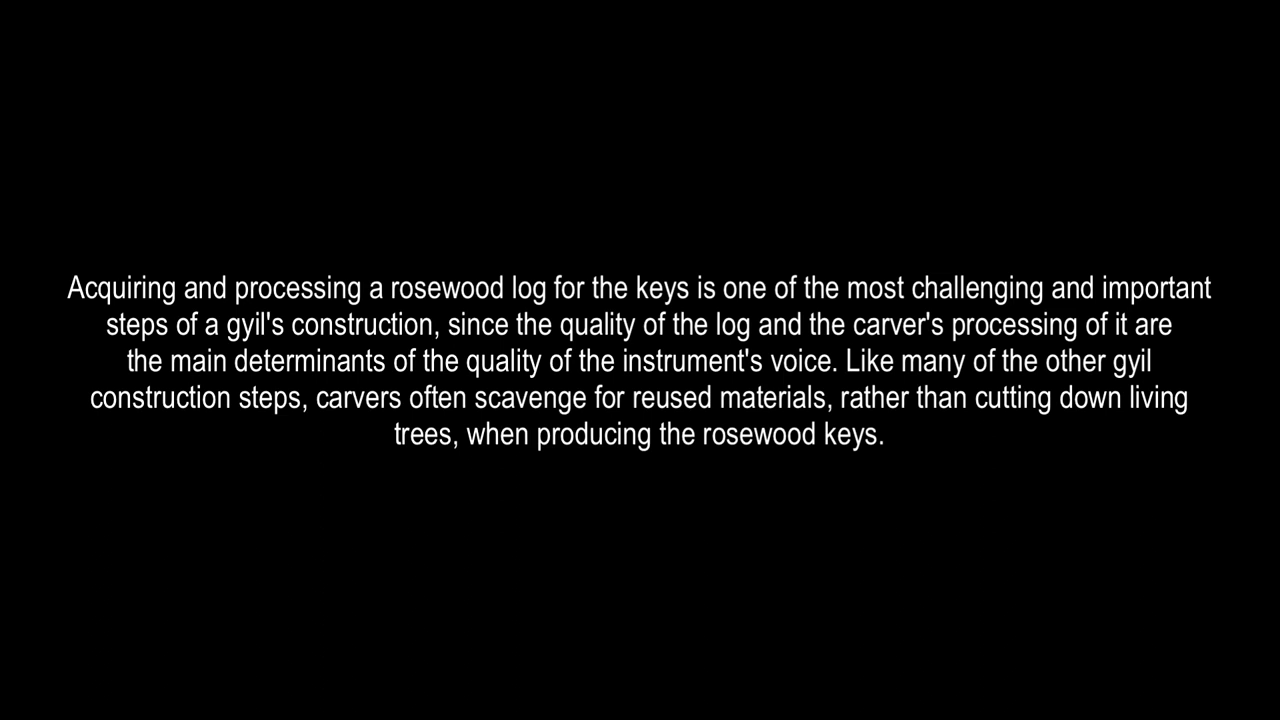 Acquiring and processing a rosewood log for the keys is one of the most challenging and important
steps of a gyil's construction, since the quality of the log and the carver's processing of it are
the main determinants of the quality of the instrument's voice. Like many of the other gyil
construction steps, carvers often scavenge for reused materials, rather than cutting down living
trees, when producing the rosewood keys.